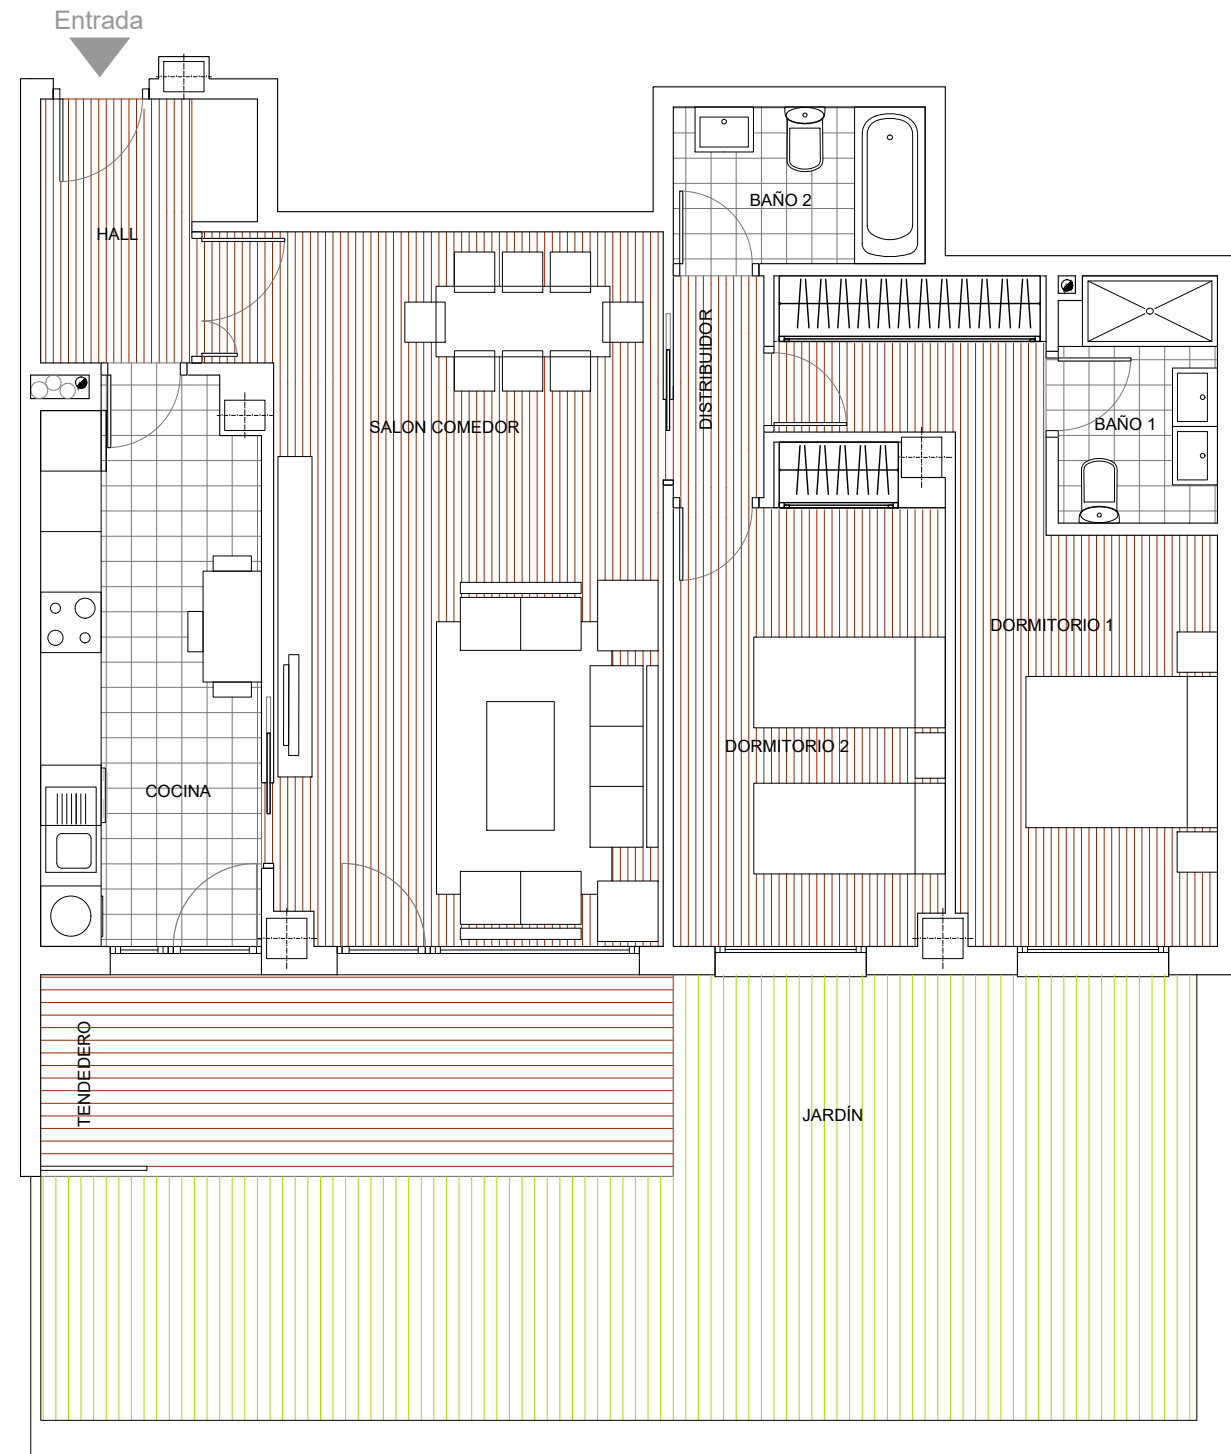 Entrada
BAÑO 2
HALL
DISTRIBUIDOR
SALON COMEDOR
BAÑO 1
DORMITORIO 1
DORMITORIO 2
COCINA
TENDEDERO
JARDÍN